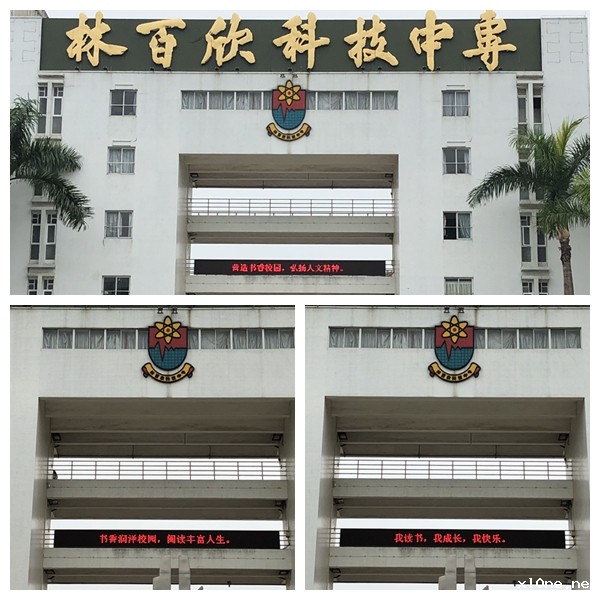 林百欣科技中專
营造书香校园，弘扬人文精神。
书香润泽校园，阅读丰富人生。
我读书，我成长，我快乐。